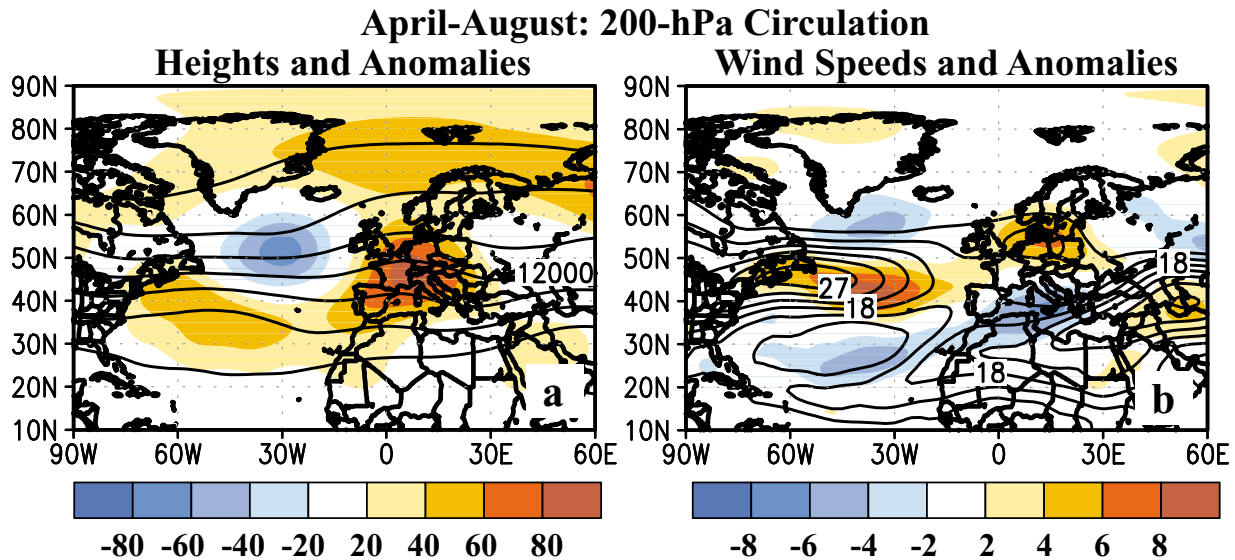 April-August: 200-hPa Circulation
Heights and Anomalies
Wind Speeds and Anomalies
90N
80N
70N
60N
50N
40N
30N
20N
10N
12000
a
90W 60W 30W 0 30E 60E
-80 -60 -40 -20 20 40 60 80
90N
80N
70N
60N
50N
40N
30N
20N
10N
18
27
18
18
b
90W 60W 30W 0 30E 60E
-8 -6 -4 -2 2 4 6 8